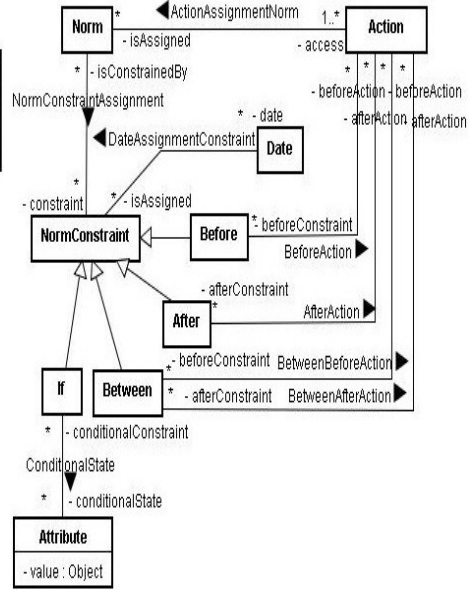 * ActionAssignmentNorm 1..*
Norm Action
- isAssigned - access
* - isConstrainedBy * * * *
- beforeAction - beforeAction
NormConstraintAssignment
* - date
- afterAction - afterAction
DateAssignmentConstraint
Date
*
- constraint * - isAssigned
NormConstraint Before * - beforeConstraint
BeforeAction
- afterConstraint
*
After AfterAction
- beforeConstraint BetweenBeforeAction
*
If Between * - afterConstraint BetweenAfterAction
* - conditionalConstraint
ConditionalState
* - conditionalState
Attribute
- value : Object